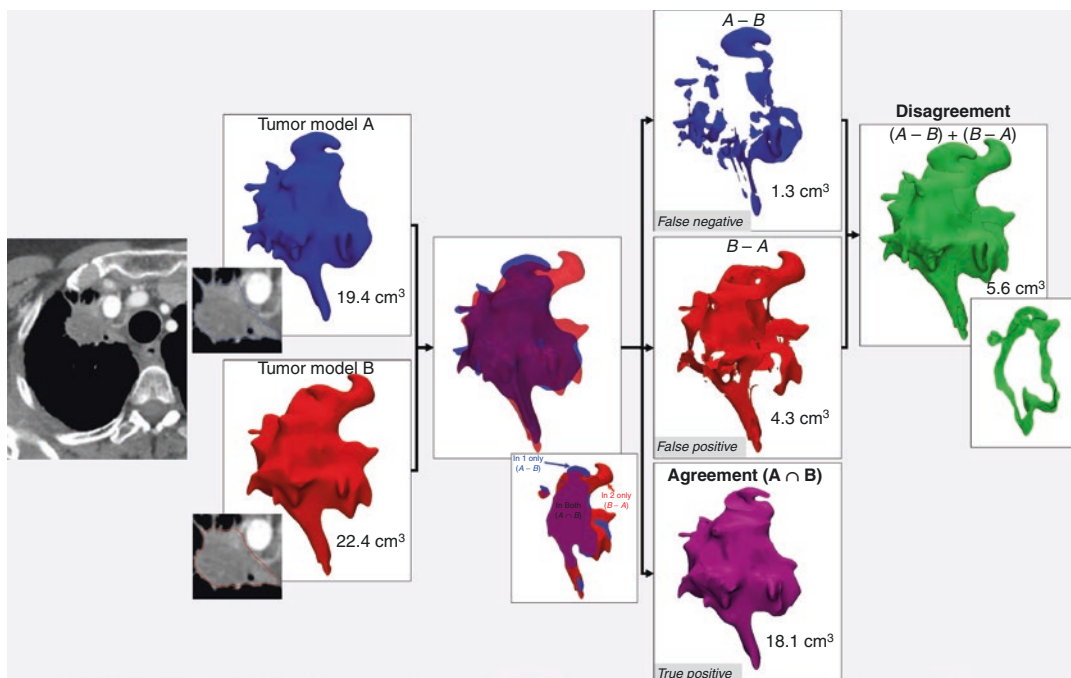 Tumor model A
19.4 cm³
Tumor model B
22.4 cm³
In 1 only
(A – B)
In Both
(A ∩ B)
In 2 only
(B – A)
A – B
1.3 cm³
False negative
B – A
4.3 cm³
False positive
Agreement (A ∩ B)
18.1 cm³
True positive
Disagreement
(A – B) + (B – A)
5.6 cm³